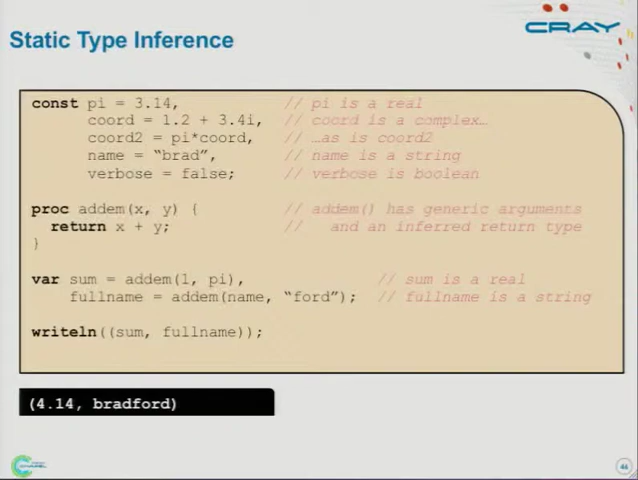 CRAY
Static Type Inference
const pi = 3.14, // pi is a real
coord = 1.2 + 3.4i, // coord is a complex…
coord2 = pi*coord, // …as is coord2
name = “brad”, // name is a string
verbose = false; // verbose is boolean
proc addem(x, y) { // addem() has generic arguments
return x + y; // and an inferred return type
}
var sum = addem(1, pi), // sum is a real
fullname = addem(name, “ford”); // fullname is a string
writeln((sum, fullname));
(4.14, bradford)
CHAPEL
46